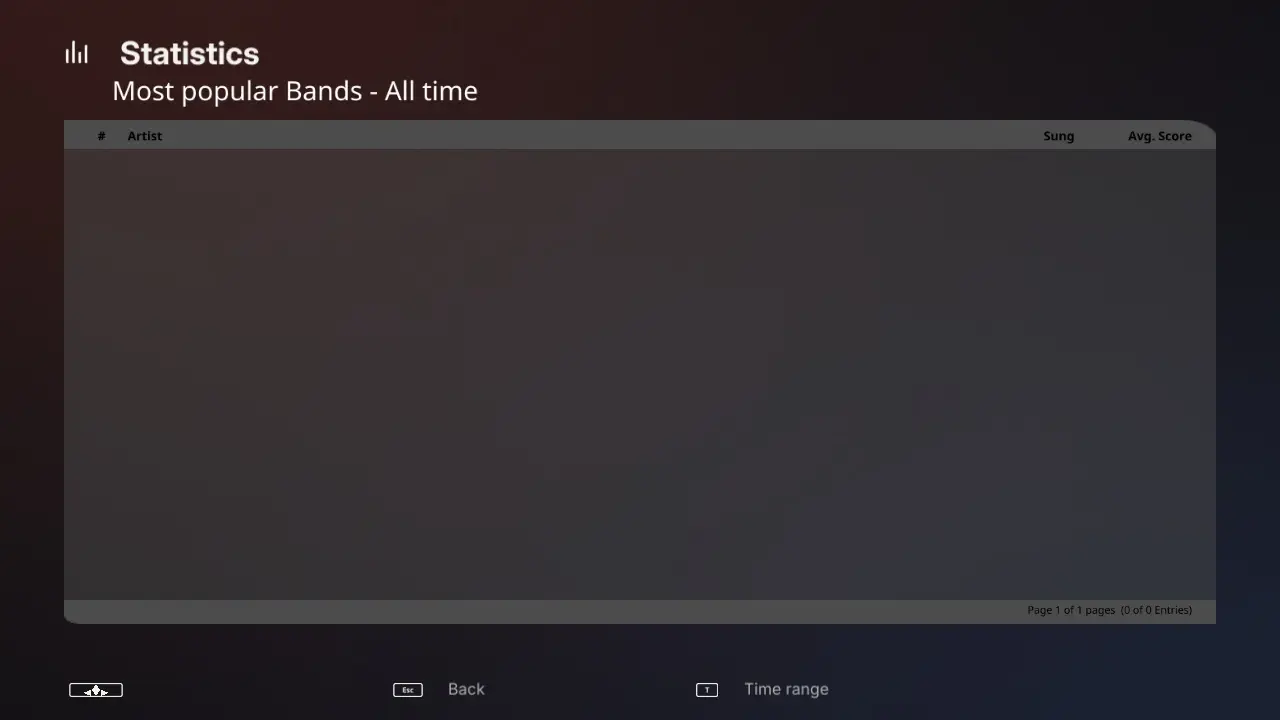 Statistics
Most popular Bands - All time
# Artist Sung Avg. Score
Page 1 of 1 pages (0 of 0 Entries)
Esc Back T Time range